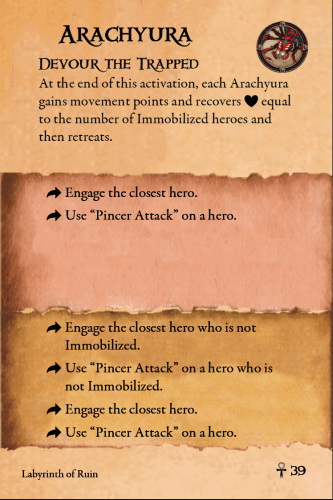 Arachyura
Devour the Trapped
At the end of this activation, each Arachyura
gains movement points and recovers ♥ equal
to the number of Immobilized heroes and
then retreats.
Engage the closest hero.
Use “Pincer Attack” on a hero.
Engage the closest hero who is not
Immobilized.
Use “Pincer Attack” on a hero who is
not Immobilized.
Engage the closest hero.
Use “Pincer Attack” on a hero.
Labyrinth of Ruin
☥ 39